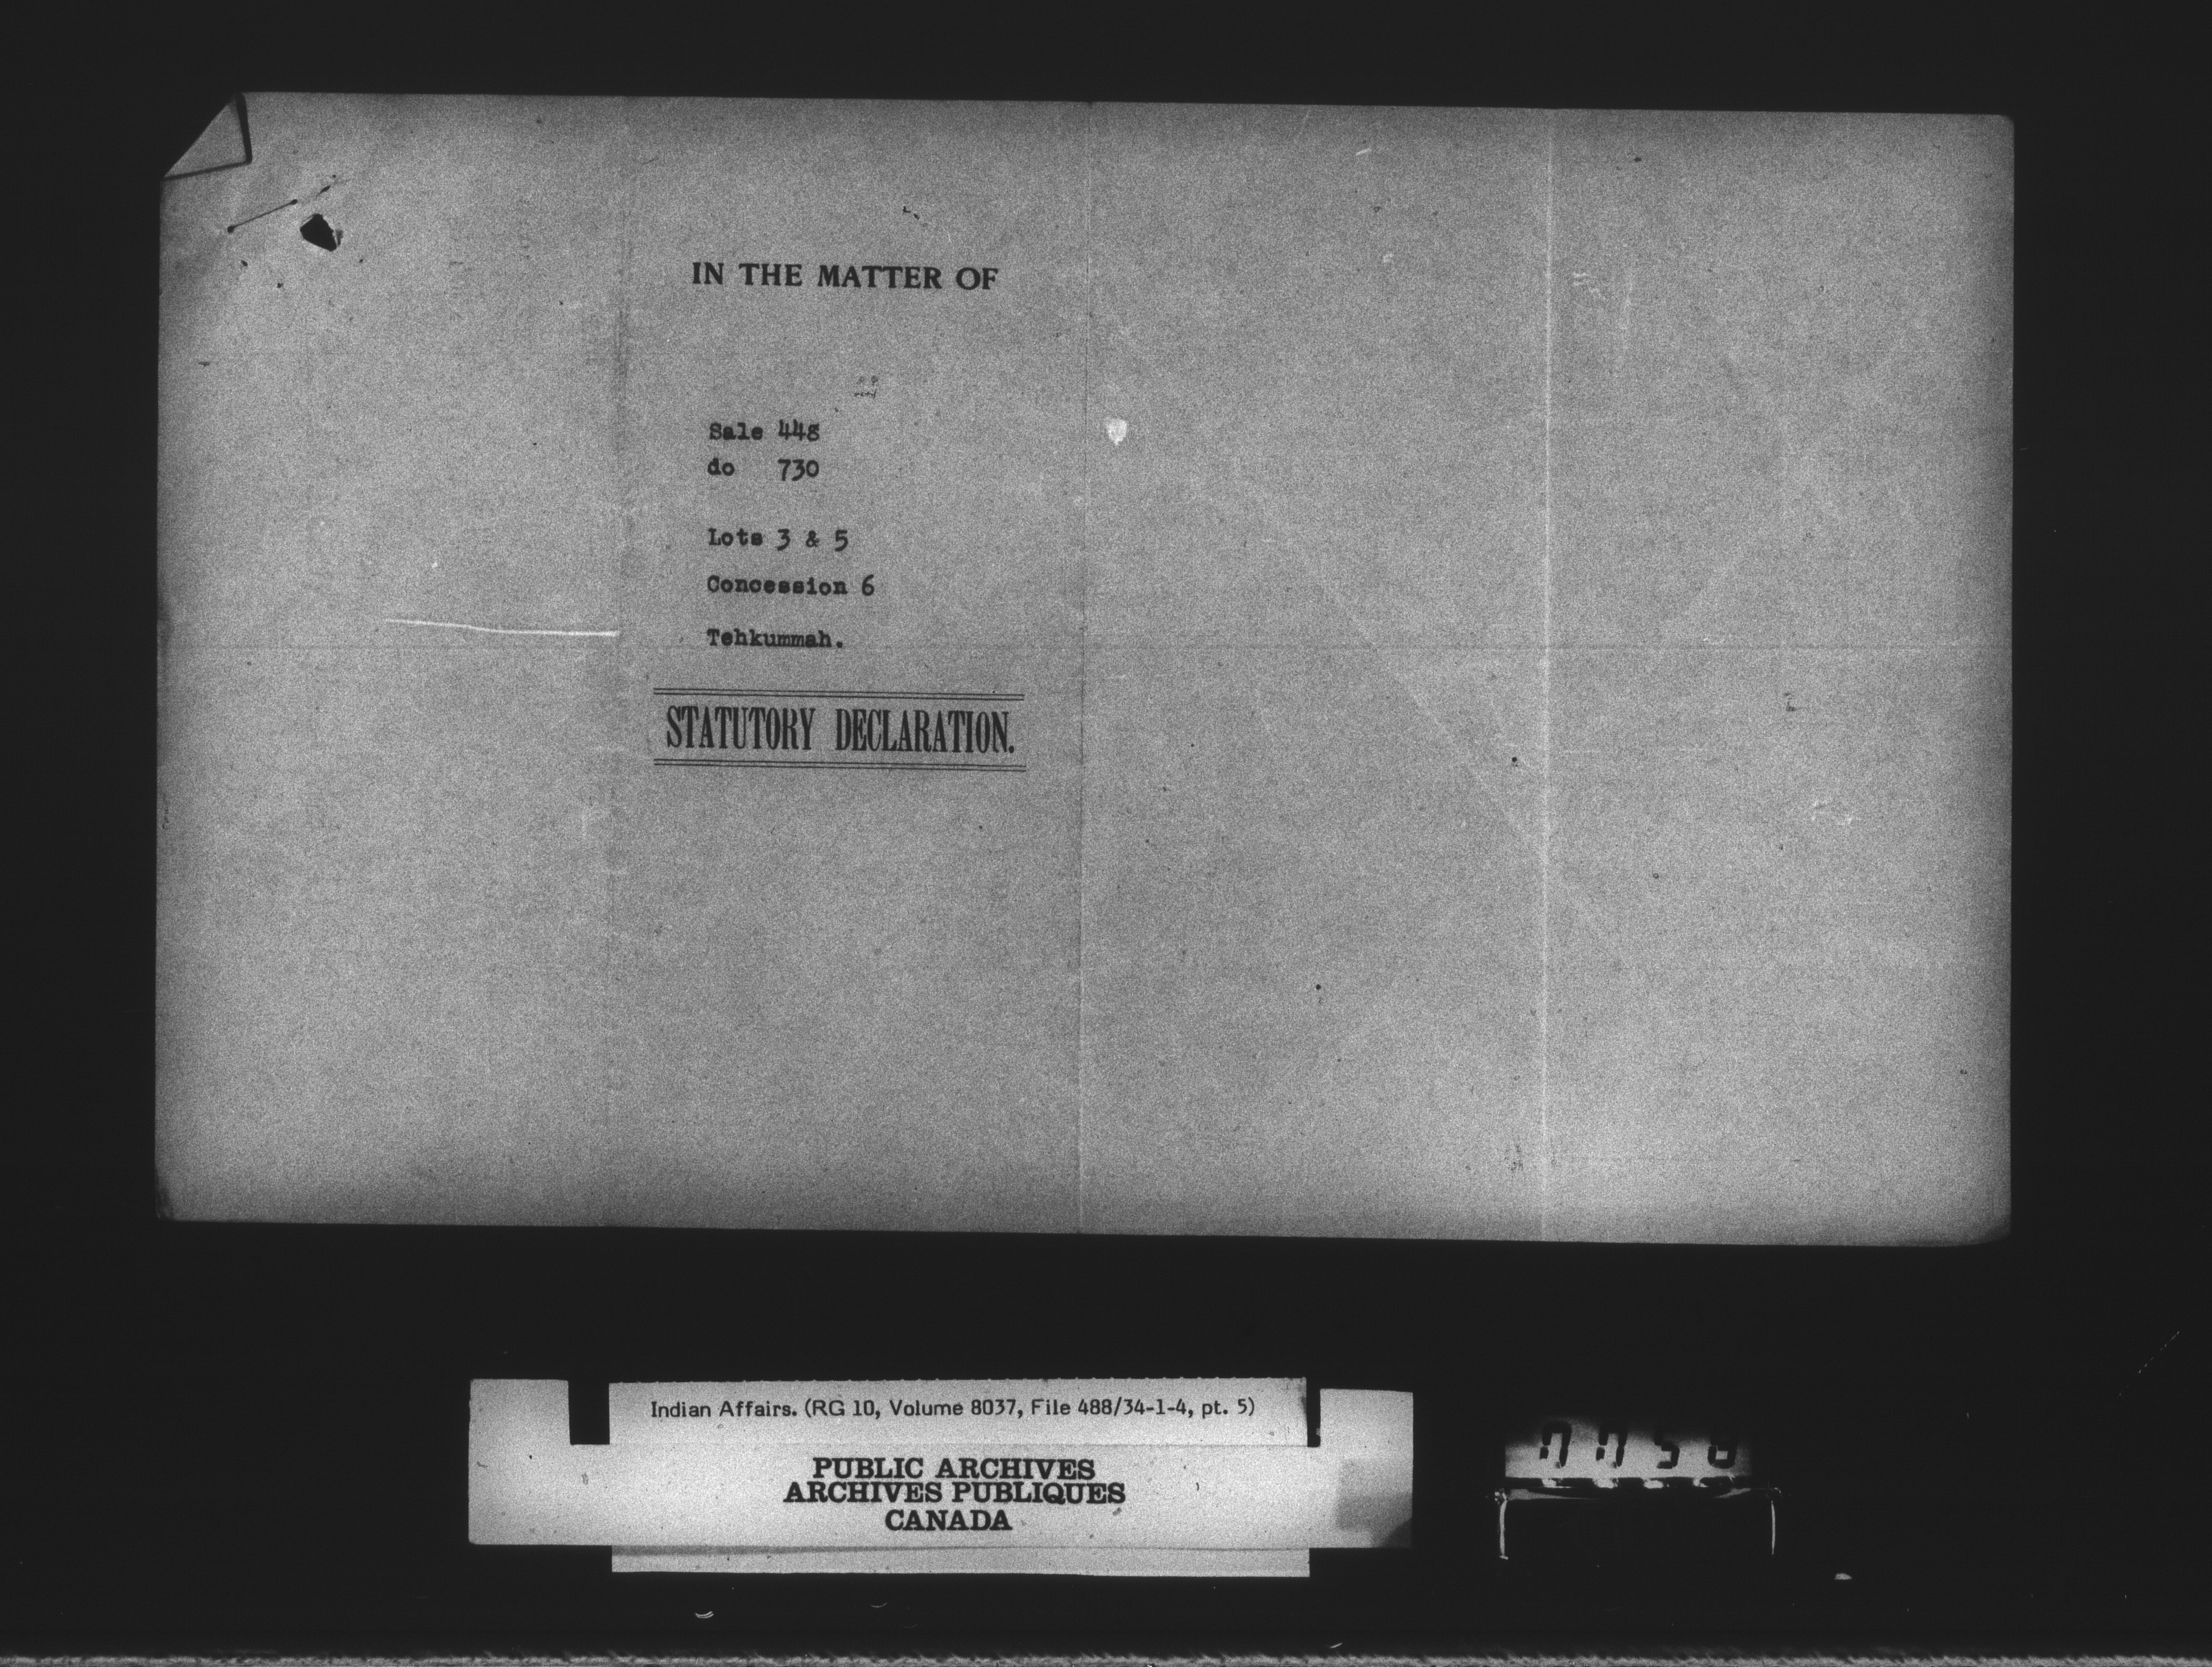 IN THE MATTER OF
Sale 448
do 730
Lots 3 & 5
Concession 6
Tehkummah.
STATUTORY DECLARATION.
Indian Affairs. (RG 10, Volume 8037, File 488/34-1-4, pt. 5)
PUBLIC ARCHIVES
ARCHIVES PUBLIQUES
CANADA